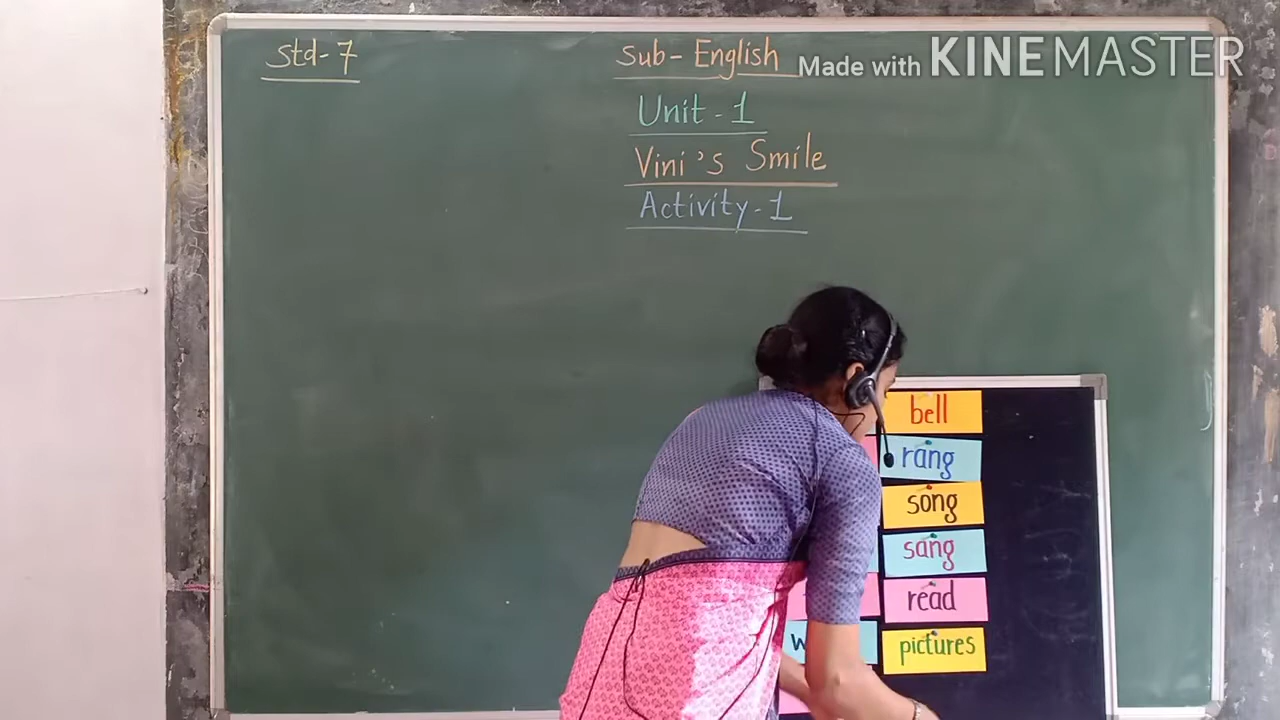 Std-7
Sub-English
Made with KINEMASTER
Unit-1
Vini's Smile
Activity-1
bell
rang
song
sang
read
pictures